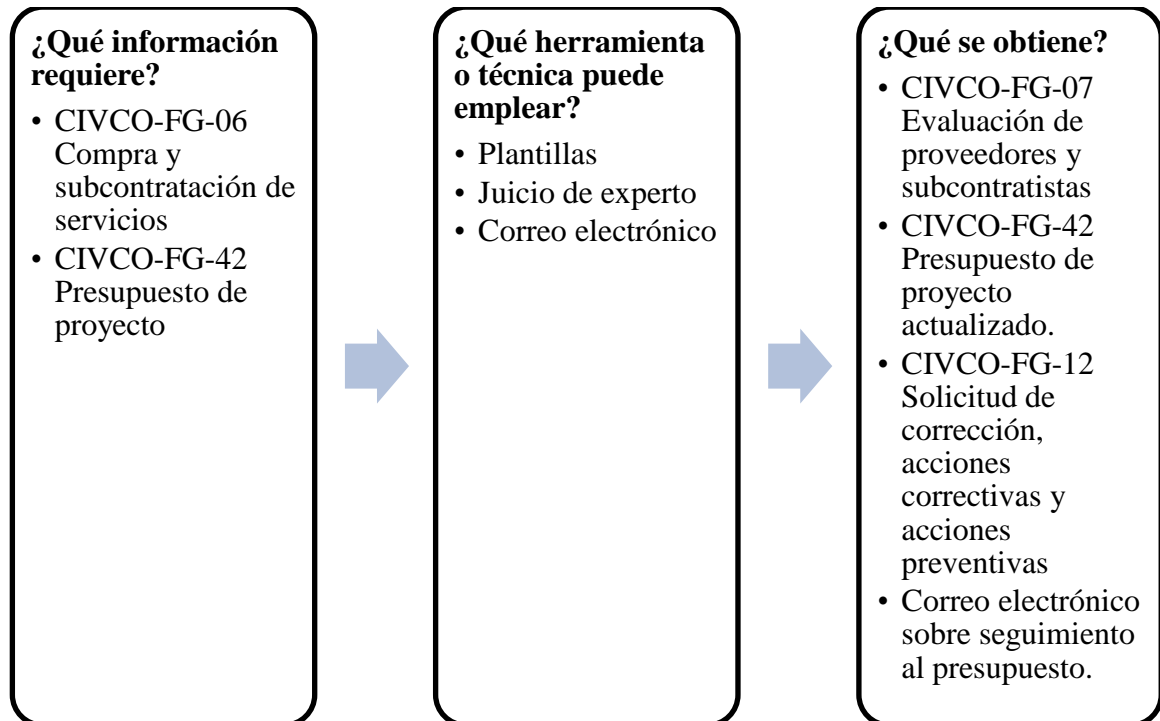 ¿Qué información
requiere?
• CIVCO-FG-06
Compra y
subcontratación de
servicios
• CIVCO-FG-42
Presupuesto de
proyecto
¿Qué herramienta
o técnica puede
emplear?
• Plantillas
• Juicio de experto
• Correo electrónico
¿Qué se obtiene?
• CIVCO-FG-07
Evaluación de
proveedores y
subcontratistas
• CIVCO-FG-42
Presupuesto de
proyecto
actualizado.
• CIVCO-FG-12
Solicitud de
corrección,
acciones
correctivas y
acciones
preventivas
• Correo electrónico
sobre seguimiento
al presupuesto.